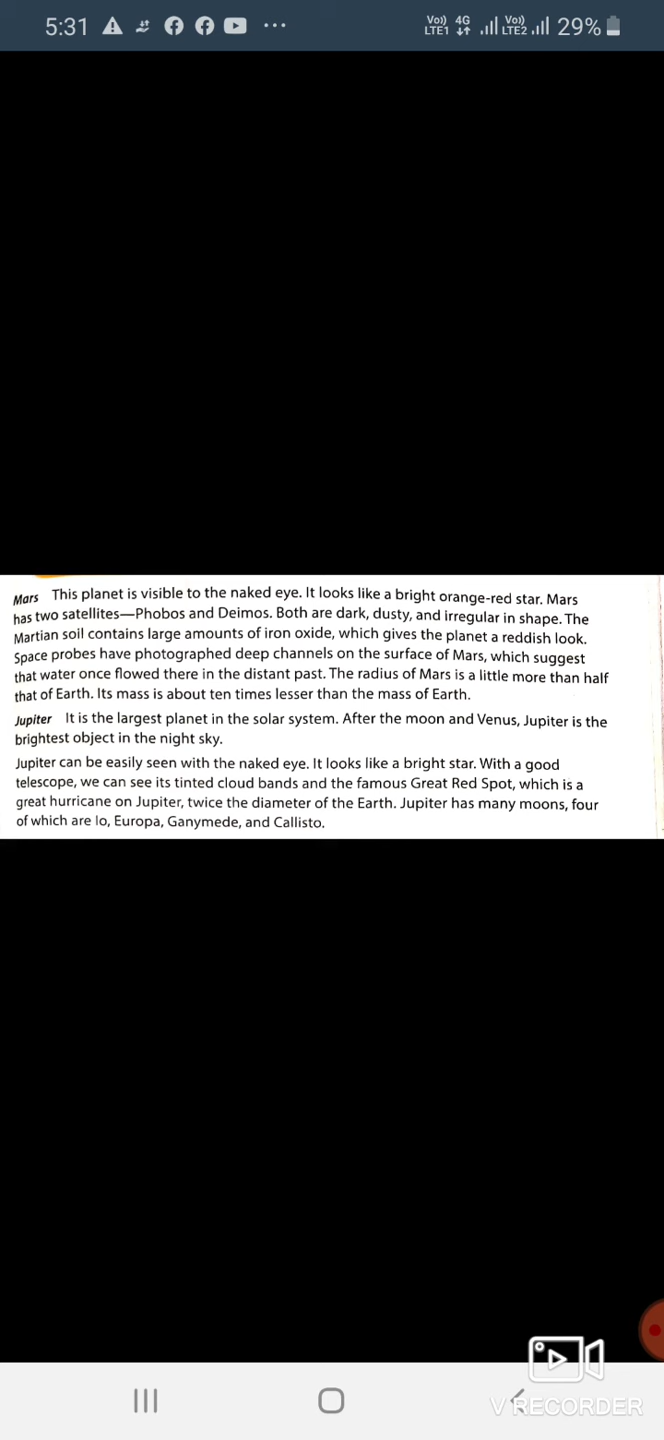 5:31
Vo)) 4G Vo)) 29%
LTE1 LTE2
Mars This planet is visible to the naked eye. It looks like a bright orange-red star. Mars
has two satellites—Phobos and Deimos. Both are dark, dusty, and irregular in shape. The
Martian soil contains large amounts of iron oxide, which gives the planet a reddish look.
Space probes have photographed deep channels on the surface of Mars, which suggest
that water once flowed there in the distant past. The radius of Mars is a little more than half
that of Earth. Its mass is about ten times lesser than the mass of Earth.
Jupiter It is the largest planet in the solar system. After the moon and Venus, Jupiter is the
brightest object in the night sky.
Jupiter can be easily seen with the naked eye. It looks like a bright star. With a good
telescope, we can see its tinted cloud bands and the famous Great Red Spot, which is a
great hurricane on Jupiter, twice the diameter of the Earth. Jupiter has many moons, four
of which are Io, Europa, Ganymede, and Callisto.
V RECORDER